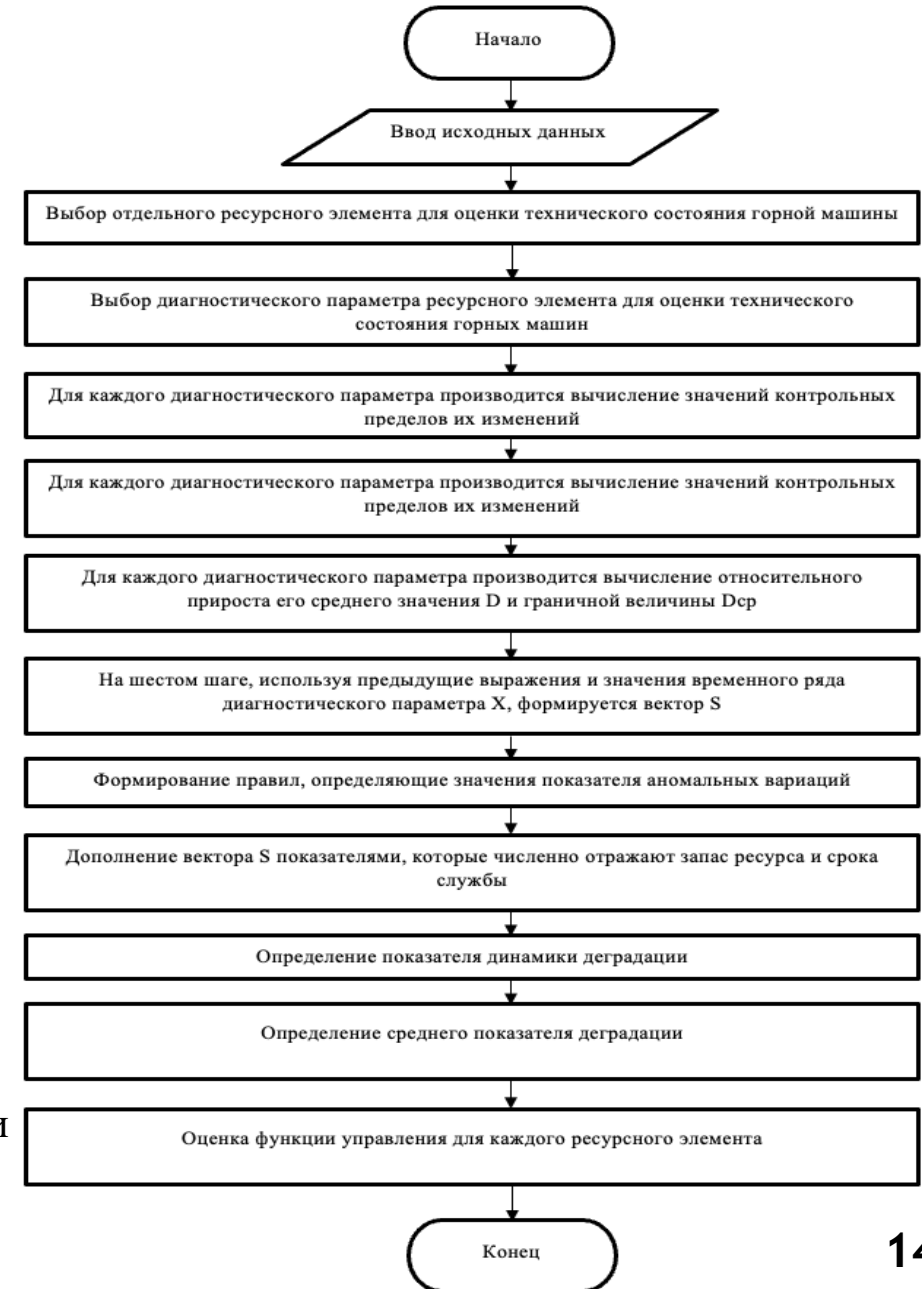 Начало
Ввод исходных данных
Выбор отдельного ресурсного элемента для оценки технического состояния горной машины
Выбор диагностического параметра ресурсного элемента для оценки технического
состояния горных машин
Для каждого диагностического параметра производится вычисление значений контрольных
пределов их изменений
Для каждого диагностического параметра производится вычисление значений контрольных
пределов их изменений
Для каждого диагностического параметра производится вычисление относительного
прироста его среднего значения D и граничной величины Dcp
На шестом шаге, используя предыдущие выражения и значения временного ряда
диагностического параметра X, формируется вектор S
Формирование правил, определяющие значения показателя аномальных вариаций
Дополнение вектора S показателями, которые численно отражают запас ресурса и срока
службы
Определение показателя динамики деградации
Определение среднего показателя деградации
и
Оценка функции управления для каждого ресурсного элемента
Конец
14